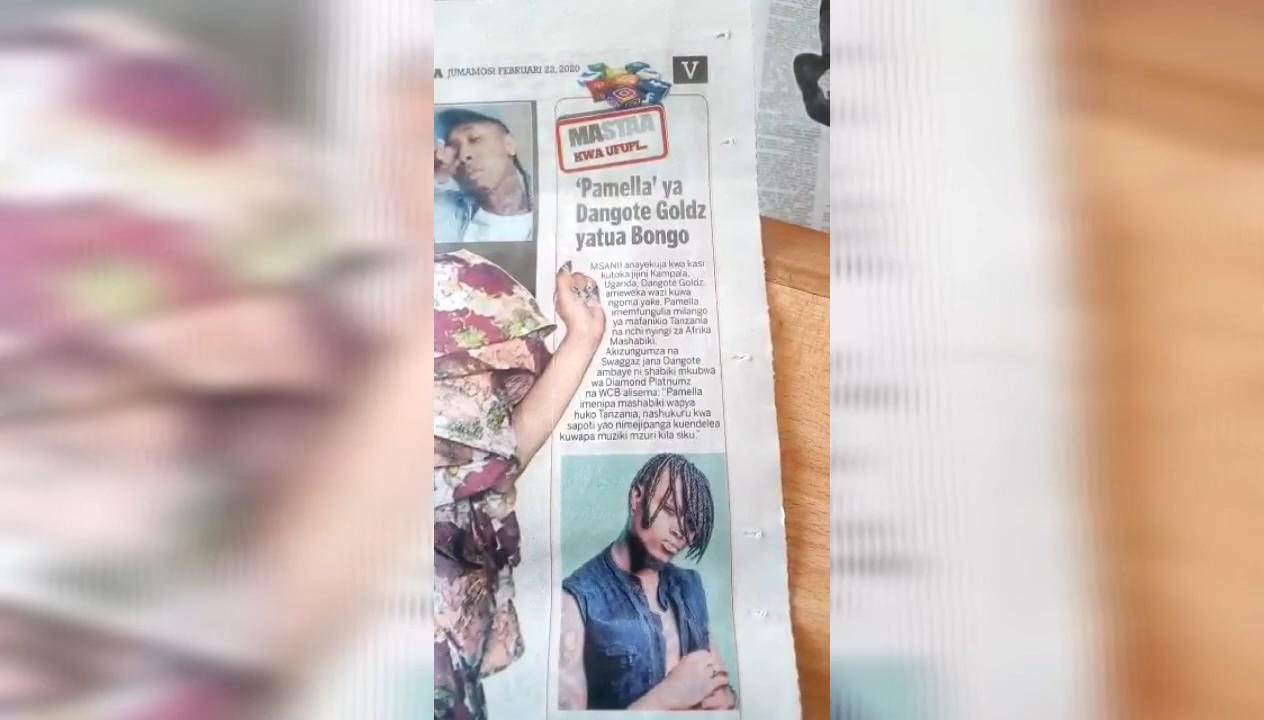 A JUMAMOSI FEBRUARI 22, 2020
V
MASTAA
KWA UFUPI...
‘Pamella’ ya
Dangote Goldz
yatua Bongo
MSANII anayekuja kwa kasi
kutoka jijini Kampala,
Uganda, Dangote Goldz
ameweka wazi kuwa
ngoma yake, Pamella
imemfungulia milango
ya mafanikio Tanzania
na nchi nyingi za Afrika
Mashabiki.
Akizungumza na
Swaggaz jana Dangote
ambaye ni shabiki mkubwa
wa Diamond Platnumz
na WCB alisema: “Pamella
imenipa mashabiki wapya
huko Tanzania, nashukuru kwa
sapoti yao nimejipanga kuendelea
kuwapa muziki mzuri kila siku.”